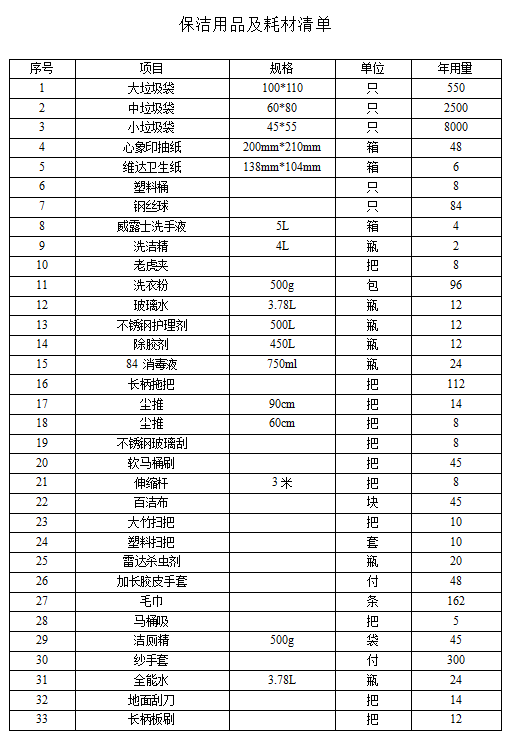 保洁用品及耗材清单
序号 项目 规格 单位 年用量
1 大垃圾袋 100*110 只 550
2 中垃圾袋 60*80 只 2500
3 小垃圾袋 45*55 只 8000
4 心象印抽纸 200mm*210mm 箱 48
5 维达卫生纸 138mm*104mm 箱 6
6 塑料桶 只 8
7 钢丝球 只 84
8 威露士洗手液 5L 箱 4
9 洗洁精 4L 瓶 2
10 老虎夹 把 8
11 洗衣粉 500g 包 96
12 玻璃水 3.78L 瓶 12
13 不锈钢护理剂 500L 瓶 12
14 除胶剂 450L 瓶 12
15 84 消毒液 750ml 瓶 24
16 长柄拖把 把 112
17 尘推 90cm 把 14
18 尘推 60cm 把 8
19 不锈钢玻璃刮 把 8
20 软马桶刷 把 45
21 伸缩杆 3 米 把 8
22 百洁布 块 45
23 大竹扫把 把 10
24 塑料扫把 套 10
25 雷达杀虫剂 瓶 20
26 加长胶皮手套 付 48
27 毛巾 条 162
28 马桶吸 把 5
29 洁厕精 500g 袋 45
30 纱手套 付 300
31 全能水 3.78L 瓶 24
32 地面刮刀 把 14
33 长柄板刷 把 12